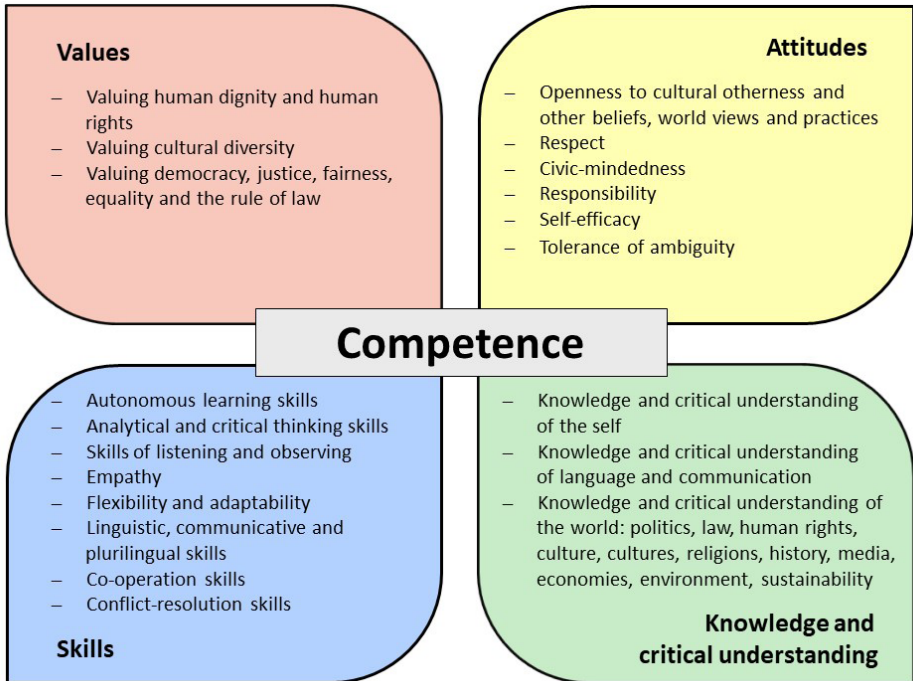 Values
– Valuing human dignity and human
rights
– Valuing cultural diversity
– Valuing democracy, justice, fairness,
equality and the rule of law
Attitudes
– Openness to cultural otherness and
other beliefs, world views and practices
– Respect
– Civic-mindedness
– Responsibility
– Self-efficacy
– Tolerance of ambiguity
Competence
– Autonomous learning skills
– Analytical and critical thinking skills
– Skills of listening and observing
– Empathy
– Flexibility and adaptability
– Linguistic, communicative and
plurilingual skills
– Co-operation skills
– Conflict-resolution skills
Skills
– Knowledge and critical understanding
of the self
– Knowledge and critical understanding
of language and communication
– Knowledge and critical understanding of
the world: politics, law, human rights,
culture, cultures, religions, history, media,
economies, environment, sustainability
Knowledge and
critical understanding